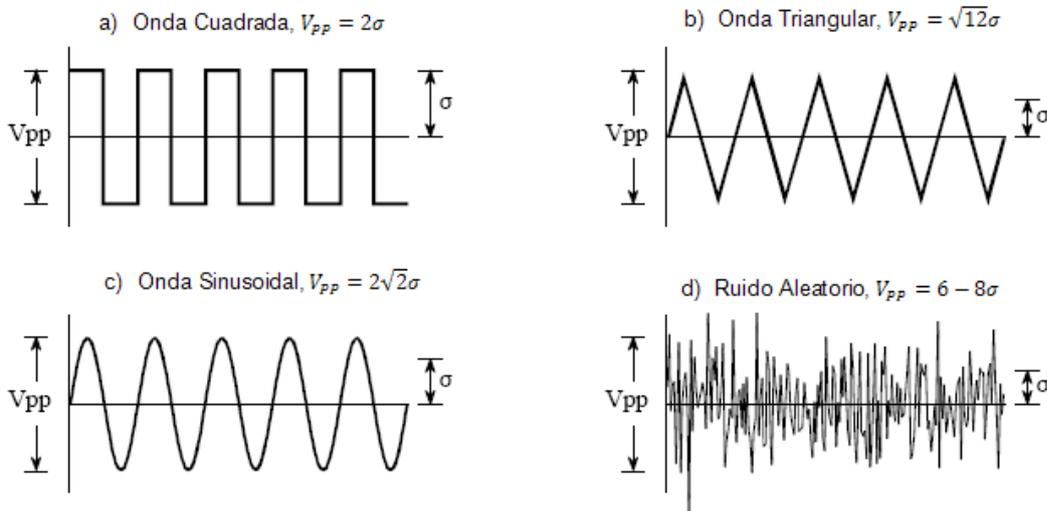 a) Onda Cuadrada, V_PP = 2σ
Vpp
σ
b) Onda Triangular, V_PP = √12σ
Vpp
σ
c) Onda Sinusoidal, V_PP = 2√2σ
Vpp
σ
d) Ruido Aleatorio, V_PP = 6 − 8σ
Vpp
σ